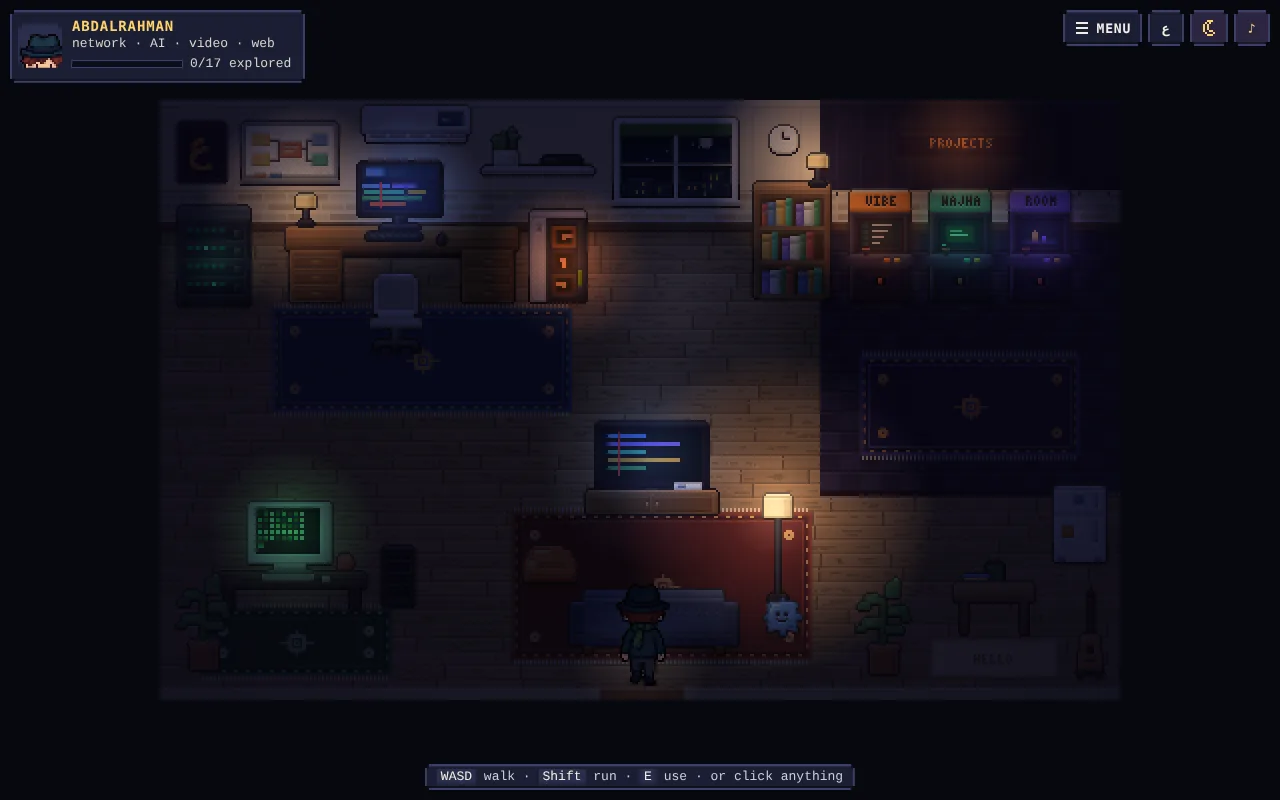 ABDALRAHMAN
network · AI · video · web
0/17 explored
☰ MENU
ع
♪
ع
PROJECTS
VIBE
WAJHA
ROOM
HELLO
WASD walk · Shift run · E use · or click anything